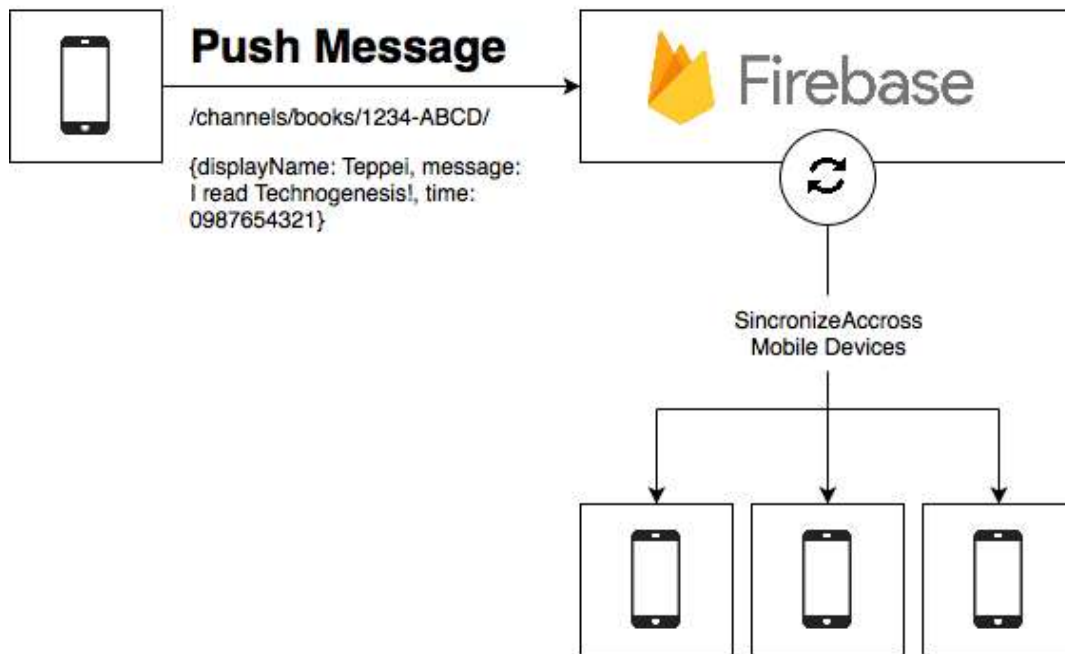 Push Message
Firebase
/channels/books/1234-ABCD/
{displayName: Teppei, message:
I read Technogenesis!, time:
0987654321}
SincronizeAccross
Mobile Devices